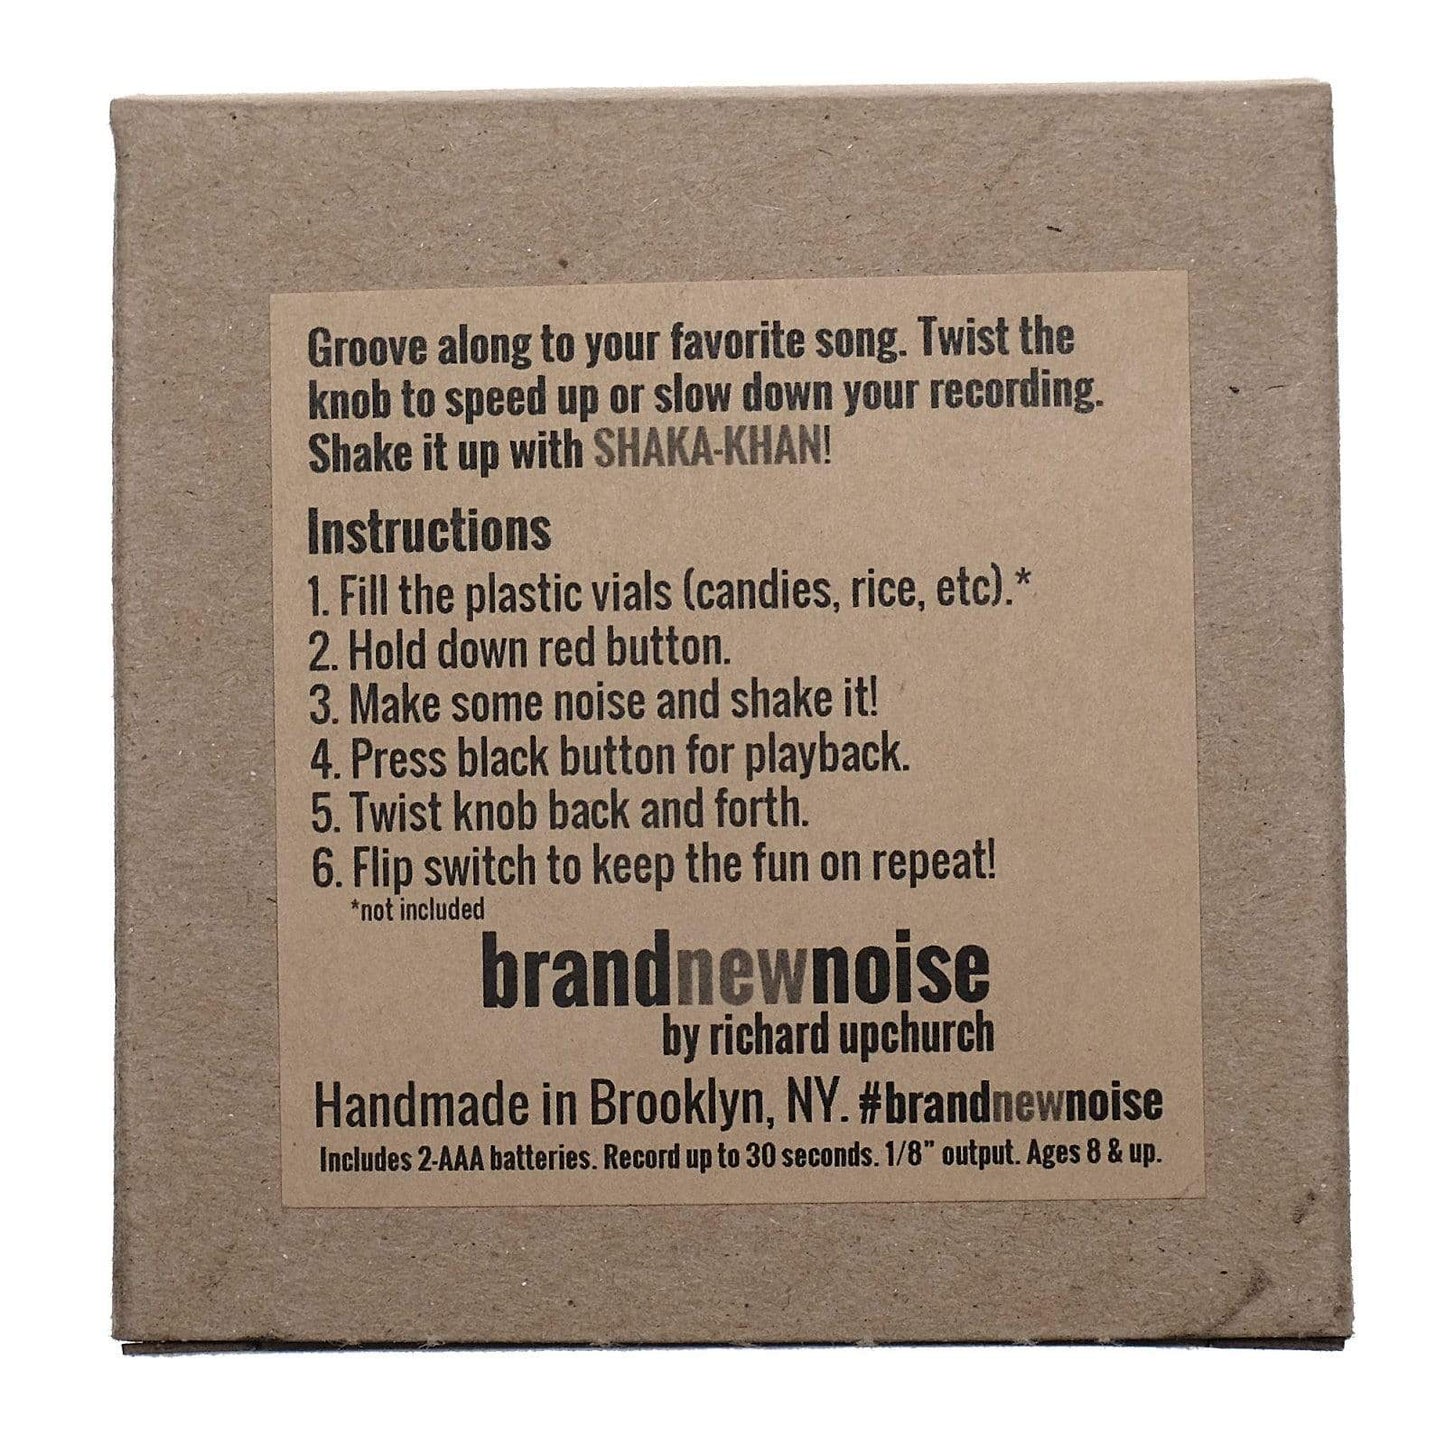 Groove along to your favorite song. Twist the
knob to speed up or slow down your recording.
Shake it up with SHAKA-KHAN!
Instructions
1. Fill the plastic vials (candies, rice, etc).*
2. Hold down red button.
3. Make some noise and shake it!
4. Press black button for playback.
5. Twist knob back and forth.
6. Flip switch to keep the fun on repeat!
*not included
brandnewnoise
by richard upchurch
Handmade in Brooklyn, NY. #brandnewnoise
Includes 2-AAA batteries. Record up to 30 seconds. 1/8" output. Ages 8 & up.